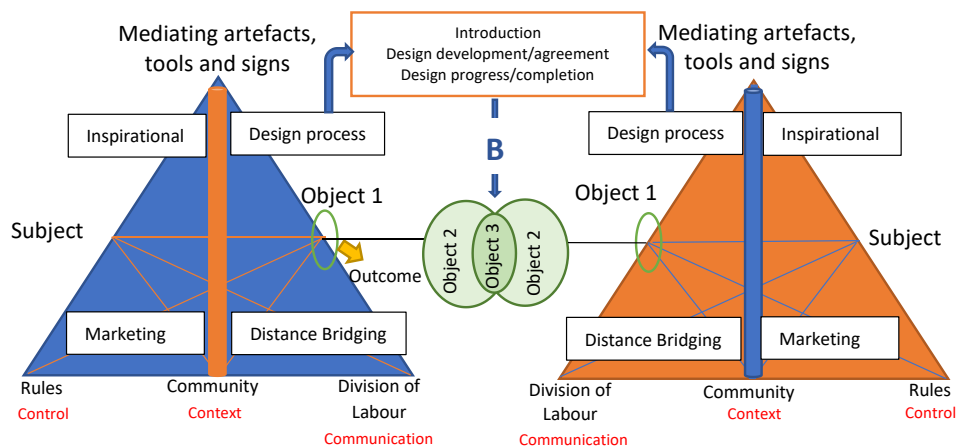 Mediating artefacts,
tools and signs
Introduction
Design development/agreement
Design progress/completion
Mediating artefacts,
tools and signs
Inspirational
Design process
B
Design process
Inspirational
Object 1
Object 1
Subject
Object 2
Object 3
Object 2
Subject
Outcome
Marketing
Distance Bridging
Distance Bridging
Marketing
Rules
Control
Community
Context
Division of
Labour
Communication
Division of
Labour
Communication
Community
Context
Rules
Control